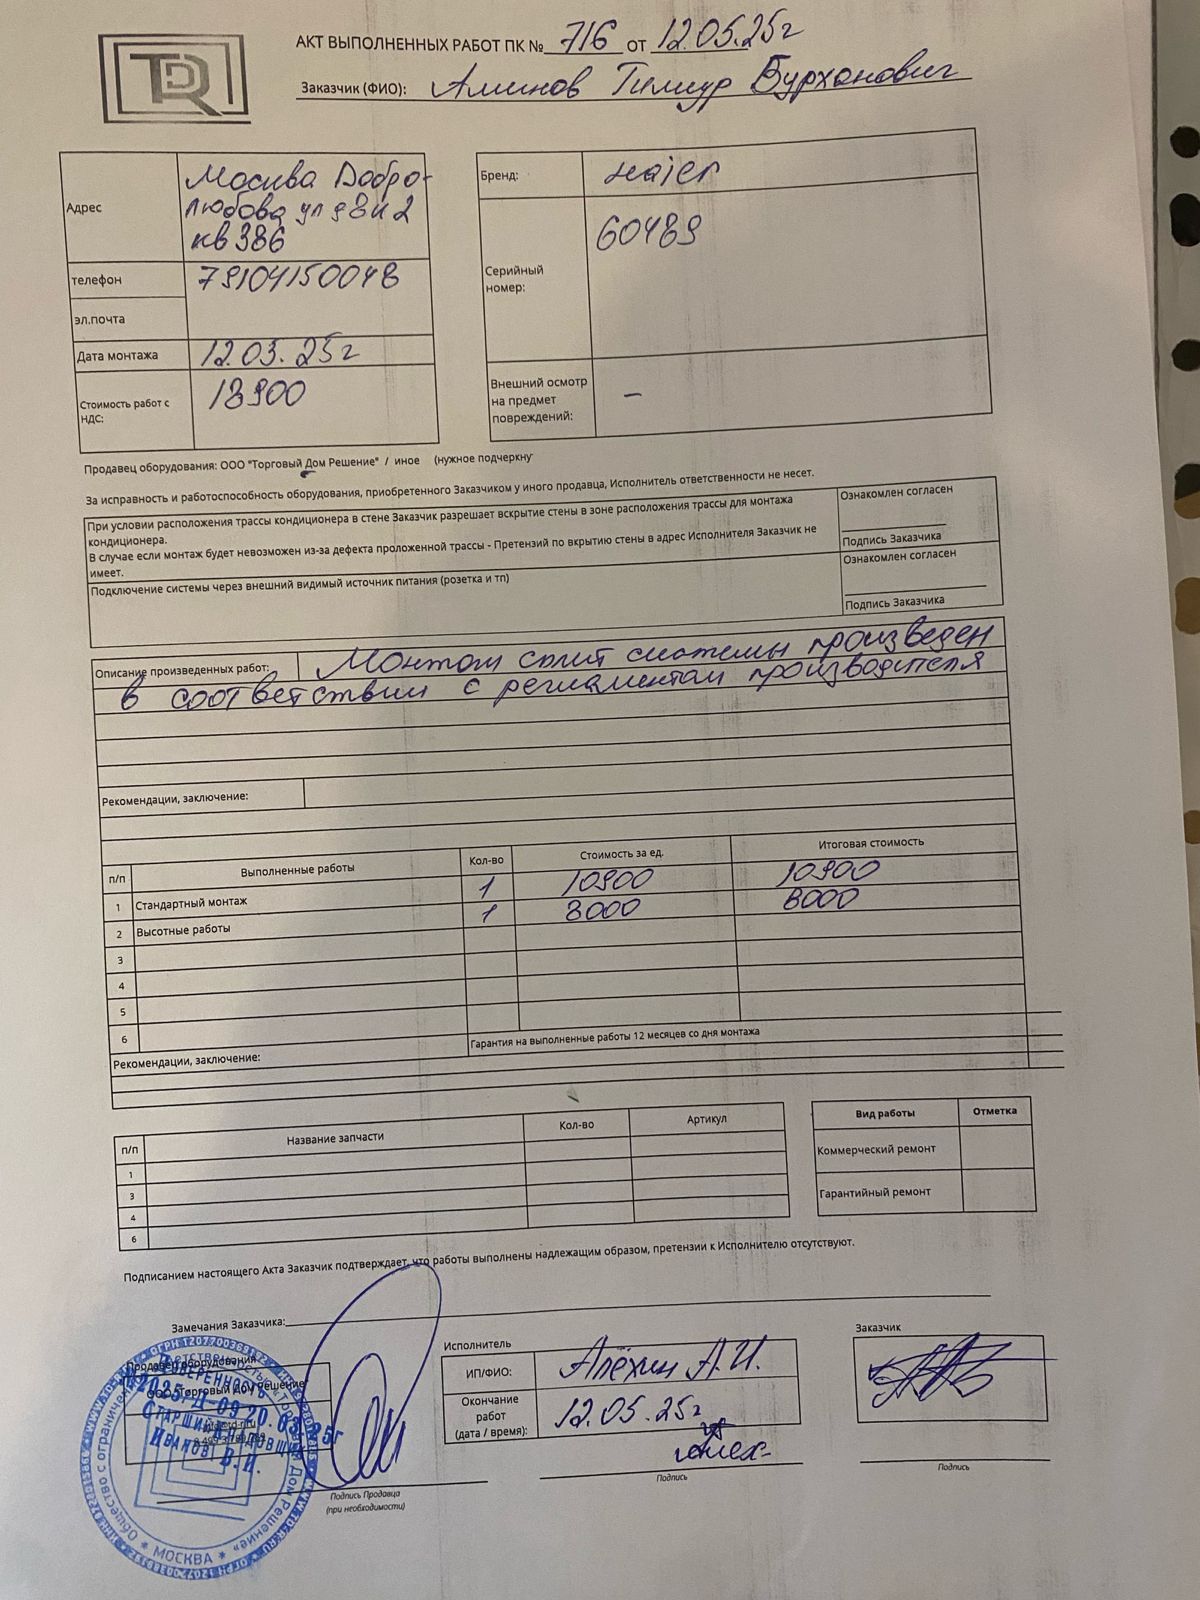 TDR
АКТ ВЫПОЛНЕННЫХ РАБОТ ПК № 716 от 12.05.25г
Заказчик (ФИО): Аминов Тимур Бурханович
Адрес
Москва Добро-
любова ул д 8 к 2
кв 386
телефон 79104150048
эл.почта
Дата монтажа 12.03.25г
Стоимость работ с
НДС:
18900
Бренд: Haier
Серийный
номер:
60489
Внешний осмотр
на предмет
повреждений:
–
Продавец оборудования: ООО "Торговый Дом Решение" / иное (нужное подчеркну
За исправность и работоспособность оборудования, приобретенного Заказчиком у иного продавца, Исполнитель ответственности не несет.
При условии расположения трассы кондиционера в стене Заказчик разрешает вскрытие стены в зоне расположения трассы для монтажа
кондиционера.
В случае если монтаж будет невозможен из-за дефекта проложенной трассы - Претензий по вкрытию стены в адрес Исполнителя Заказчик не
имеет.
Ознакомлен согласен
Подпись Заказчика
Подключение системы через внешний видимый источник питания (розетка и тп)
Ознакомлен согласен
Подпись Заказчика
Описание произведенных работ: Монтаж сплит системы произведен
в соответствии с регламентом производителя
Рекомендации, заключение:
п/п Выполненные работы Кол-во Стоимость за ед. Итоговая стоимость
1 Стандартный монтаж 1 10900 10900
2 Высотные работы 1 8000 8000
3
4
5
6
Гарантия на выполненные работы 12 месяцев со дня монтажа
Рекомендации, заключение:
п/п Название запчасти Кол-во Артикул
1
3
4
6
Вид работы Отметка
Коммерческий ремонт
Гарантийный ремонт
Подписанием настоящего Акта Заказчик подтверждает, что работы выполнены надлежащим образом, претензии к Исполнителю отсутствуют.
Замечания Заказчика:
Продавец оборудования
ООО "Торговый Дом решение"
ДОВЕРЕННОСТЬ
СТАРШИЙ КЛАДОВЩИК
ИВАНОВ В.И.
* МОСКВА *
Подпись Продавца
(при необходимости)
Исполнитель
ИП/ФИО: Алёхин А.И.
Окончание
работ
(дата / время):
12.05.25г
Подпись
Заказчик
Подпись